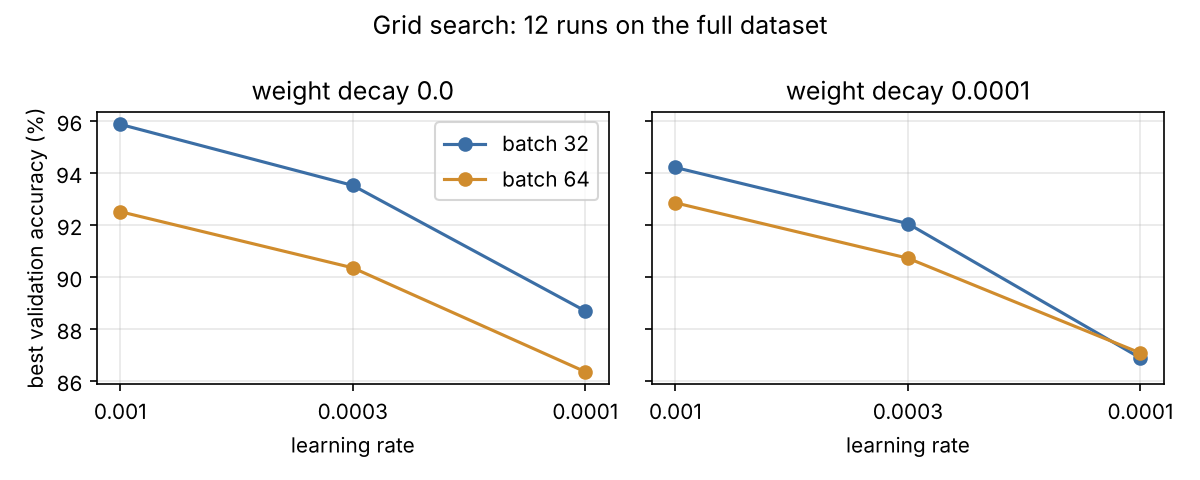 Grid search: 12 runs on the full dataset
weight decay 0.0
best validation accuracy (%)
96
94
92
90
88
86
batch 32
batch 64
0.001 0.0003 0.0001
learning rate
weight decay 0.0001
0.001 0.0003 0.0001
learning rate